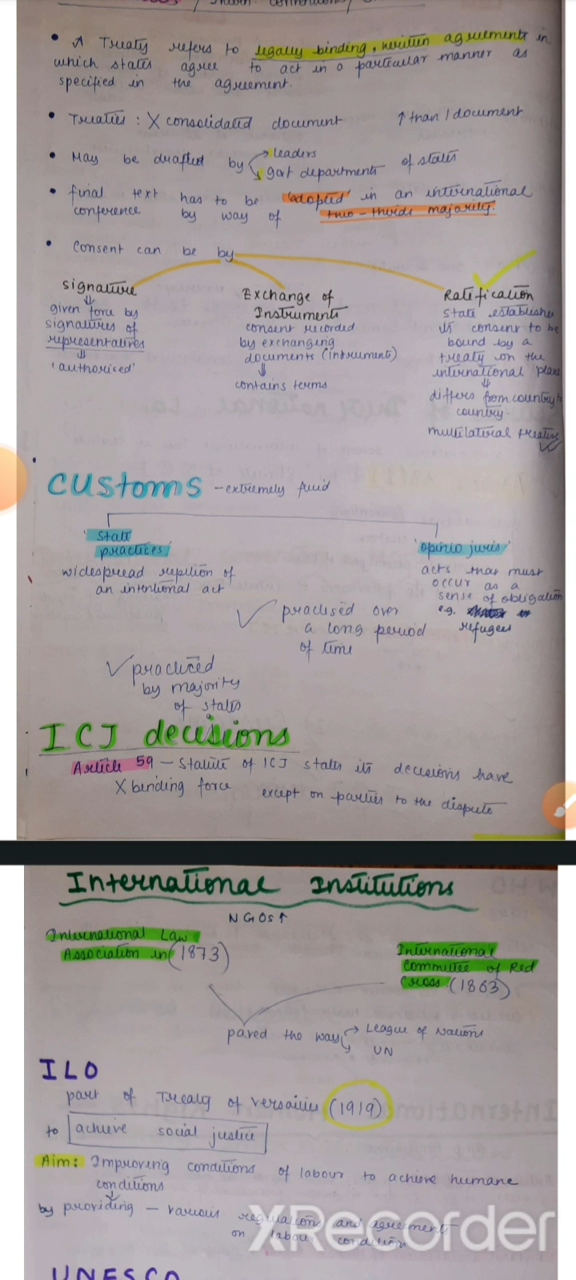 • A Treaty refers to legally binding, written agreements in
which states agree to act in a particular manner as
specified in the agreement.
• Treaties : X consolidated document ↑ than 1 document
• May be drafted by → leaders
→ govt departments of states
• final text has to be 'adopted' in an international
conference by way of two-thirds majority.
• Consent can be by
signature
given force by
signatures of
representatives
'authorised'
Exchange of
Instruments
consent recorded
by exchanging
documents
contains terms
Ratification
state establishes
its consent to be
bound by a
treaty on the
international
differs from country
country.
multilateral treaties
Customs - extremely fluid
State
practices
widespread of
an intentional act
✓ practised over
a long period
of time
✓ practiced
by majority
of states
'opinio juris'
acts that must
occur as a
sense of obligation
e.g.
refugees
ICJ decisions
Article 59 - Statute of ICJ states its decisions have
X binding force except on parties to the dispute
International Institutions
NGOs ↑
International Law
Association in (1873)
International
Committee of Red
Cross (1863)
paved the way → League of Nations
→ UN
ILO
part of Treaty of (1919)
to achieve social justice
Aim: Improving conditions of labour to achieve humane
conditions
by providing - various regulations and agreements
on labour condition
XRecorder
UNESCO